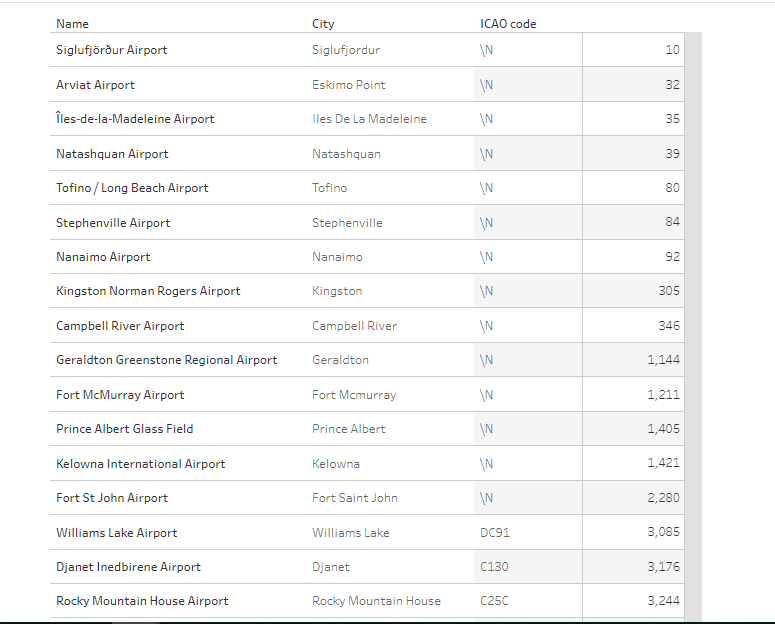 Name City ICAO code
Siglufjörður Airport Siglufjordur \N 10
Arviat Airport Eskimo Point \N 32
Îles-de-la-Madeleine Airport Iles De La Madeleine \N 35
Natashquan Airport Natashquan \N 39
Tofino / Long Beach Airport Tofino \N 80
Stephenville Airport Stephenville \N 84
Nanaimo Airport Nanaimo \N 92
Kingston Norman Rogers Airport Kingston \N 305
Campbell River Airport Campbell River \N 346
Geraldton Greenstone Regional Airport Geraldton \N 1,144
Fort McMurray Airport Fort Mcmurray \N 1,211
Prince Albert Glass Field Prince Albert \N 1,405
Kelowna International Airport Kelowna \N 1,421
Fort St John Airport Fort Saint John \N 2,280
Williams Lake Airport Williams Lake DC91 3,085
Djanet Inedbirene Airport Djanet C130 3,176
Rocky Mountain House Airport Rocky Mountain House C25C 3,244